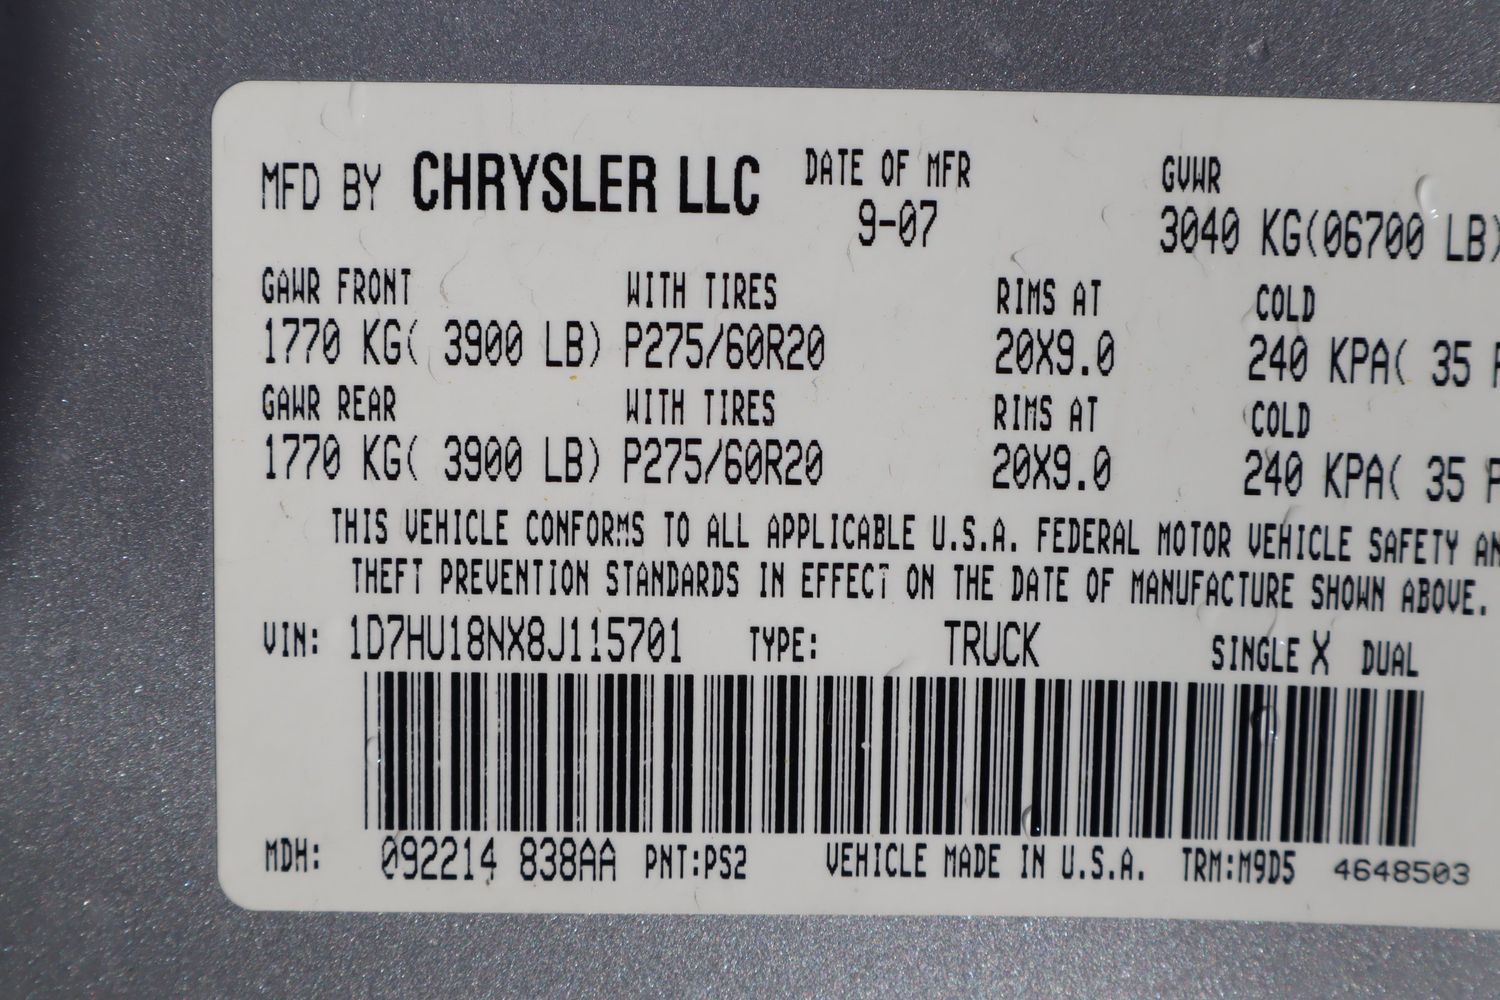 MFD BY CHRYSLER LLC DATE OF MFR GVWR
9-07 3040 KG(06700 LB)
GAWR FRONT WITH TIRES RIMS AT COLD
1770 KG( 3900 LB) P275/60R20 20X9.0 240 KPA( 35
GAWR REAR WITH TIRES RIMS AT COLD
1770 KG( 3900 LB) P275/60R20 20X9.0 240 KPA( 35
THIS VEHICLE CONFORMS TO ALL APPLICABLE U.S.A. FEDERAL MOTOR VEHICLE SAFETY AN
THEFT PREVENTION STANDARDS IN EFFECT ON THE DATE OF MANUFACTURE SHOWN ABOVE.
VIN: 1D7HU18NX8J115701 TYPE: TRUCK SINGLE X DUAL
MDH: 092214 838AA PNT:PS2 VEHICLE MADE IN U.S.A. TRM:M9D5 4648503